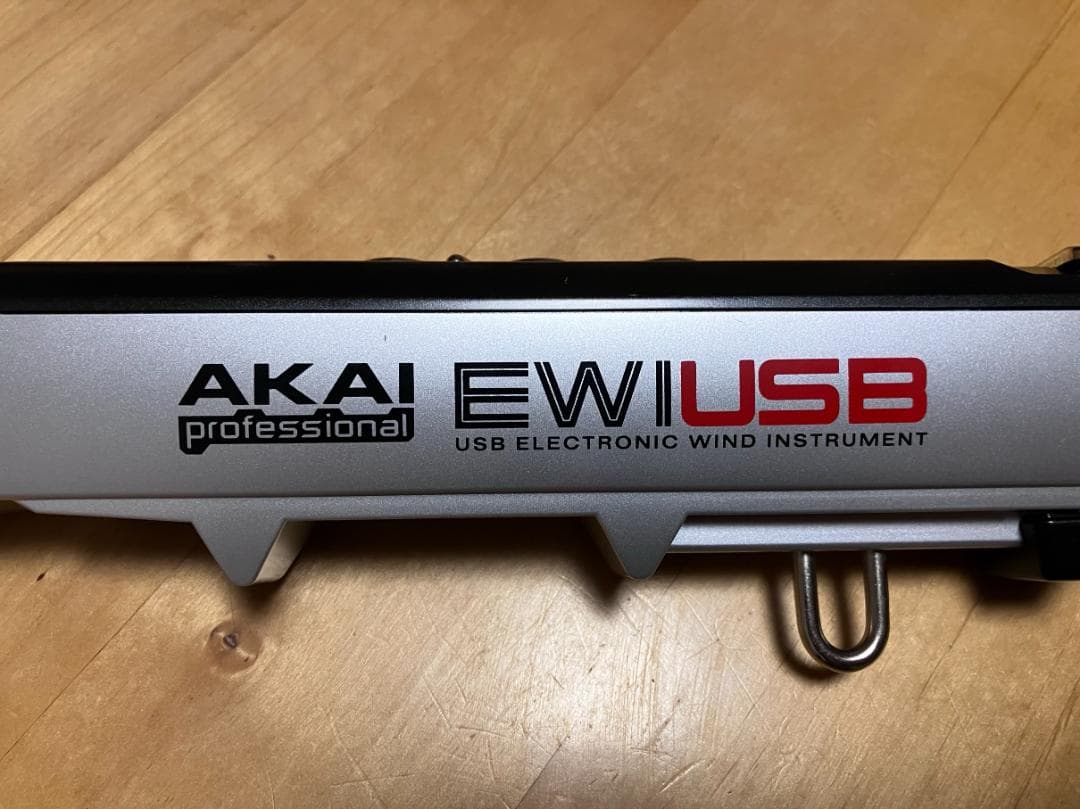 AKAI
professional
EWIUSB
USB ELECTRONIC WIND INSTRUMENT